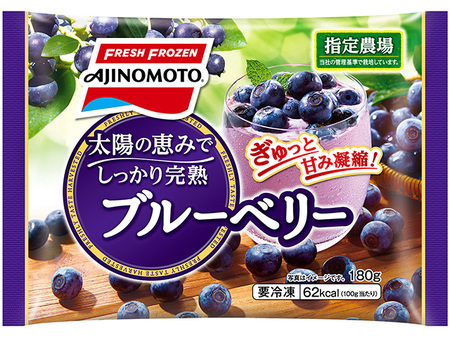 FRESH FROZEN
AJINOMOTO®
指定農場
当社の管理基準で栽培しています。
太陽の恵みで
しっかり完熟
ブルーベリー
ぎゅっと
甘み凝縮!
FRESHLY TASTE HARVESTED
写真はイメージです。 180g
要冷凍 62kcal(100g当たり)